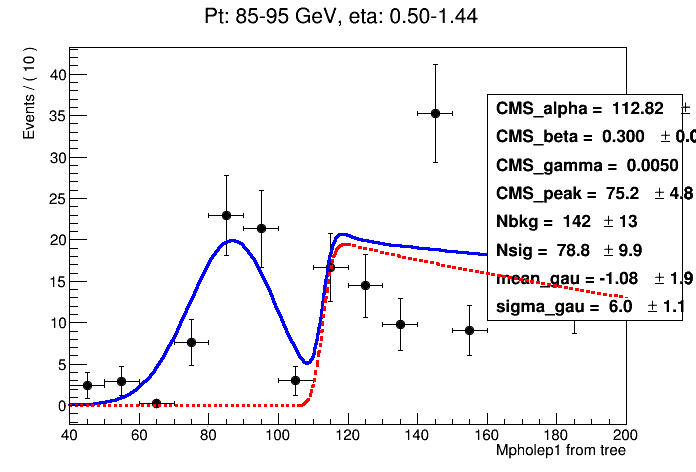 Pt: 85-95 GeV, eta: 0.50-1.44
Events / ( 10 )
40
35
30
25
20
15
10
5
0
CMS_alpha = 112.82 ±
CMS_beta = 0.300 ± 0.0
CMS_gamma = 0.0050
CMS_peak = 75.2 ± 4.8
Nbkg = 142 ± 13
Nsig = 78.8 ± 9.9
mean_gau = -1.08 ± 1.9
sigma_gau = 6.0 ± 1.1
40 60 80 100 120 140 160 180 200
Mpholep1 from tree